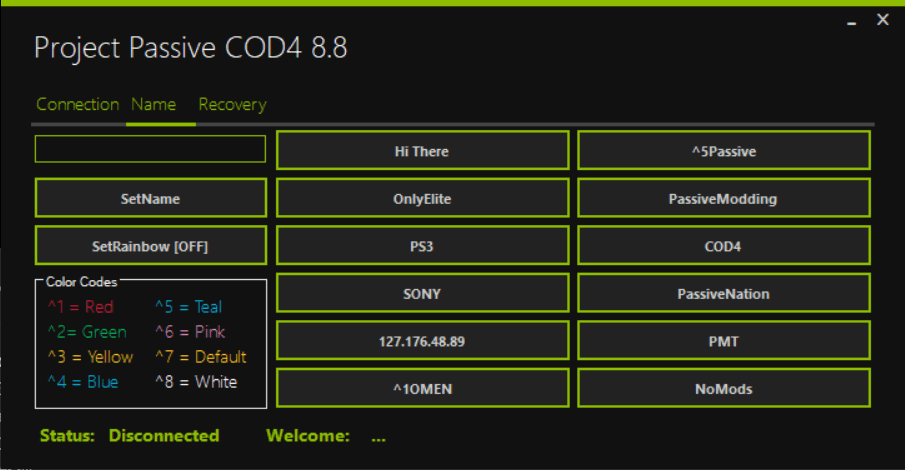 Project Passive COD4 8.8
Connection Name Recovery
Hi There ^5Passive
SetName OnlyElite PassiveModding
SetRainbow [OFF] PS3 COD4
Color Codes
^1 = Red ^5 = Teal
^2= Green ^6 = Pink
^3 = Yellow ^7 = Default
^4 = Blue ^8 = White
SONY PassiveNation
127.176.48.89 PMT
^1OMEN NoMods
Status: Disconnected Welcome: ...